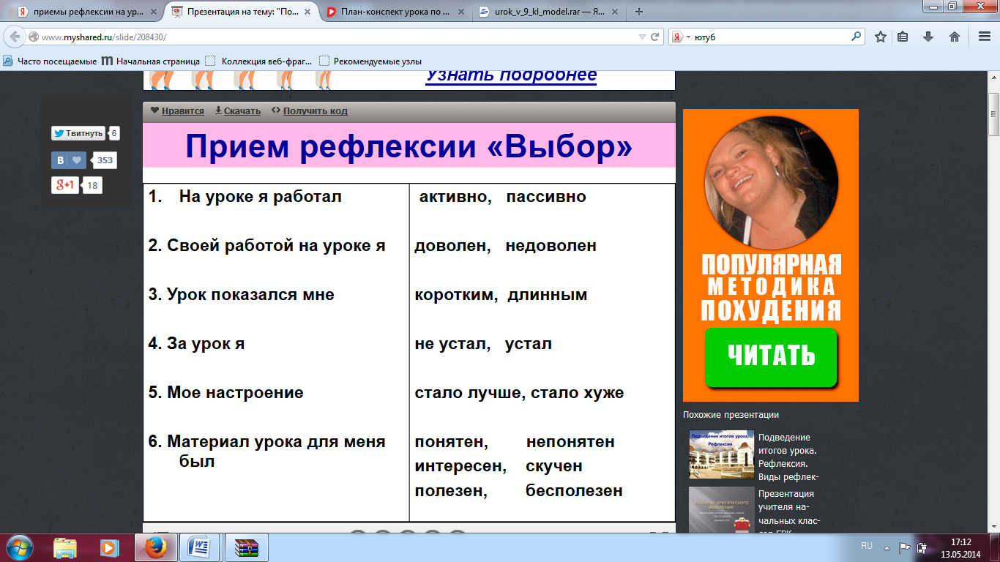 приемы рефлексии на ур...
Презентация на тему: "По...
План-конспект урока по ...
urok_v_9_kl_model.rar — Я...
www.myshared.ru/slide/208430/
ютуб
Часто посещаемые
Начальная страница
Коллекция веб-фраг...
Рекомендуемые узлы
Узнать подробнее
Нравится Скачать Получить код
Твитнуть 6
В 353
g+1 18
Прием рефлексии «Выбор»
1. На уроке я работал активно, пассивно
2. Своей работой на уроке я доволен, недоволен
3. Урок показался мне коротким, длинным
4. За урок я не устал, устал
5. Мое настроение стало лучше, стало хуже
6. Материал урока для меня понятен, непонятен
был интересен, скучен
полезен, бесполезен
ПОПУЛЯРНАЯ
МЕТОДИКА
ПОХУДЕНИЯ
ЧИТАТЬ
Похожие презентации
Подведение итогов урока.
Рефлексия
Подведение
итогов урока.
Рефлексия.
Виды рефлек-
РАЗВИТИЕ КРИТИЧЕСКОГО
МЫШЛЕНИЯ
Презентация
учителя на-
чальных клас-
RU
17:12
13.05.2014